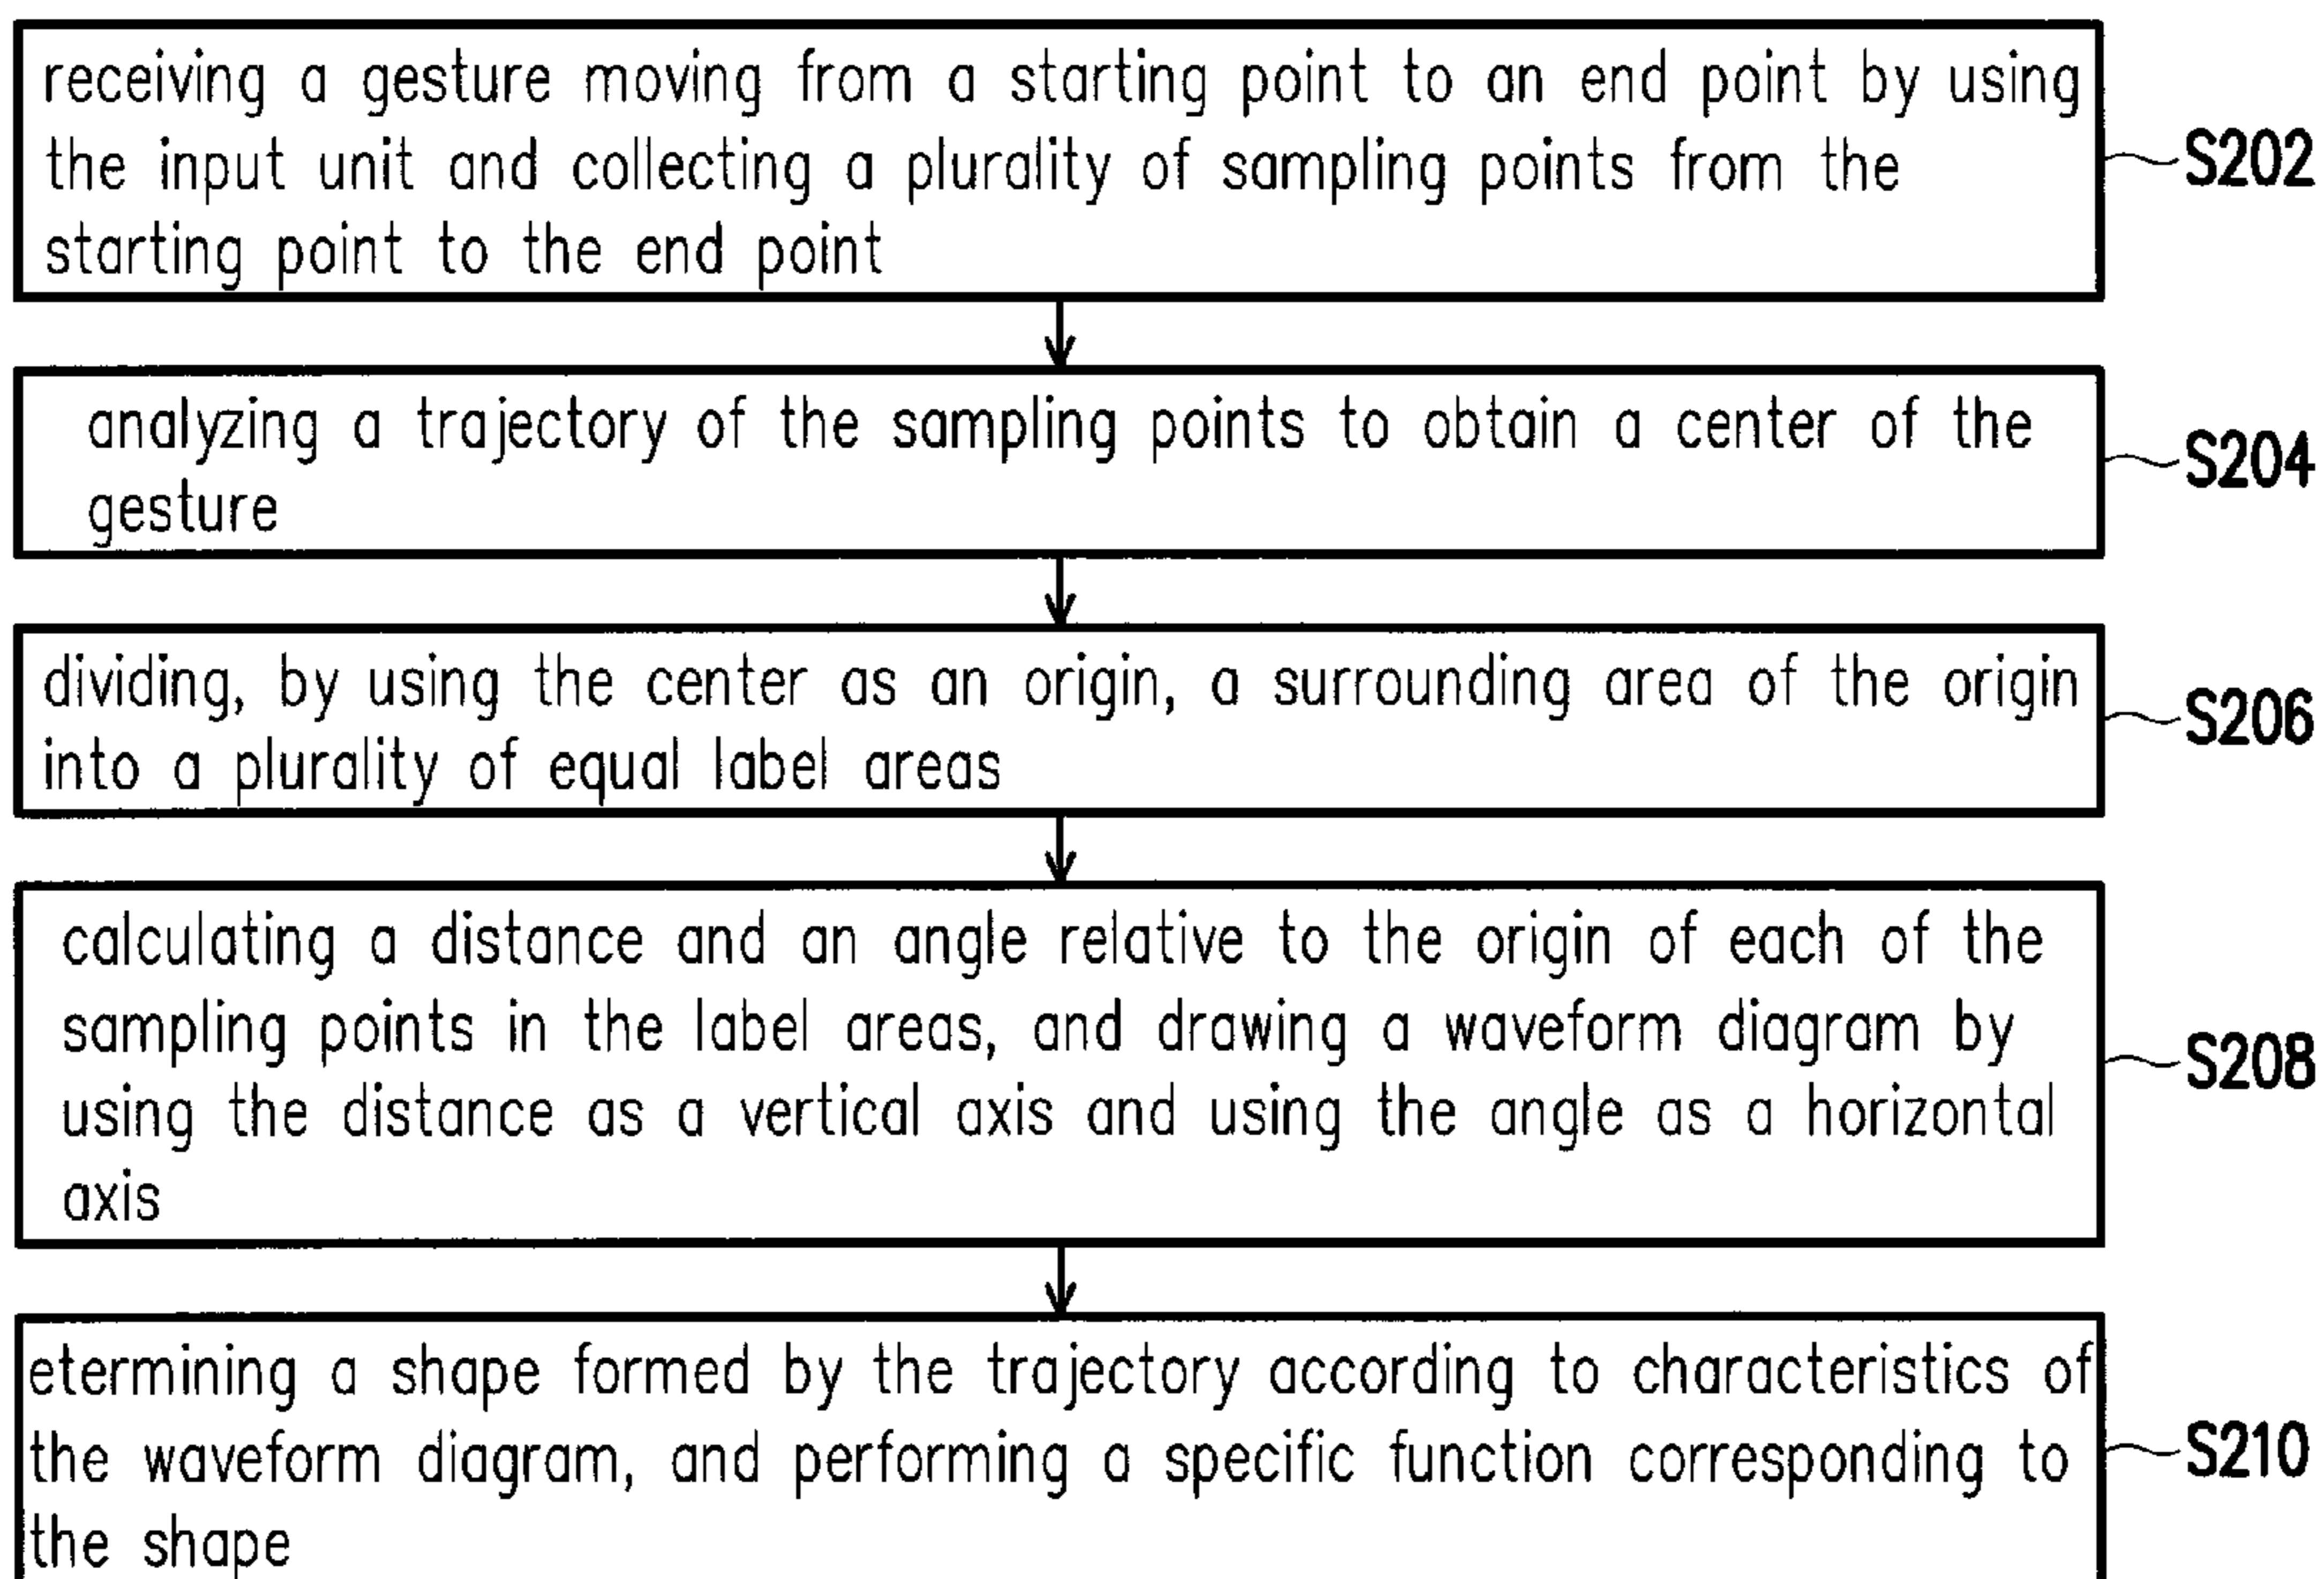 receiving a gesture moving from a starting point to an end point by using
the input unit and collecting a plurality of sampling points from the
starting point to the end point
S202
analyzing a trajectory of the sampling points to obtain a center of the
gesture
S204
dividing, by using the center as an origin, a surrounding area of the origin
into a plurality of equal label areas
S206
calculating a distance and an angle relative to the origin of each of the
sampling points in the label areas, and drawing a waveform diagram by
using the distance as a vertical axis and using the angle as a horizontal
axis
S208
etermining a shape formed by the trajectory according to characteristics of
the waveform diagram, and performing a specific function corresponding to
the shape
S210